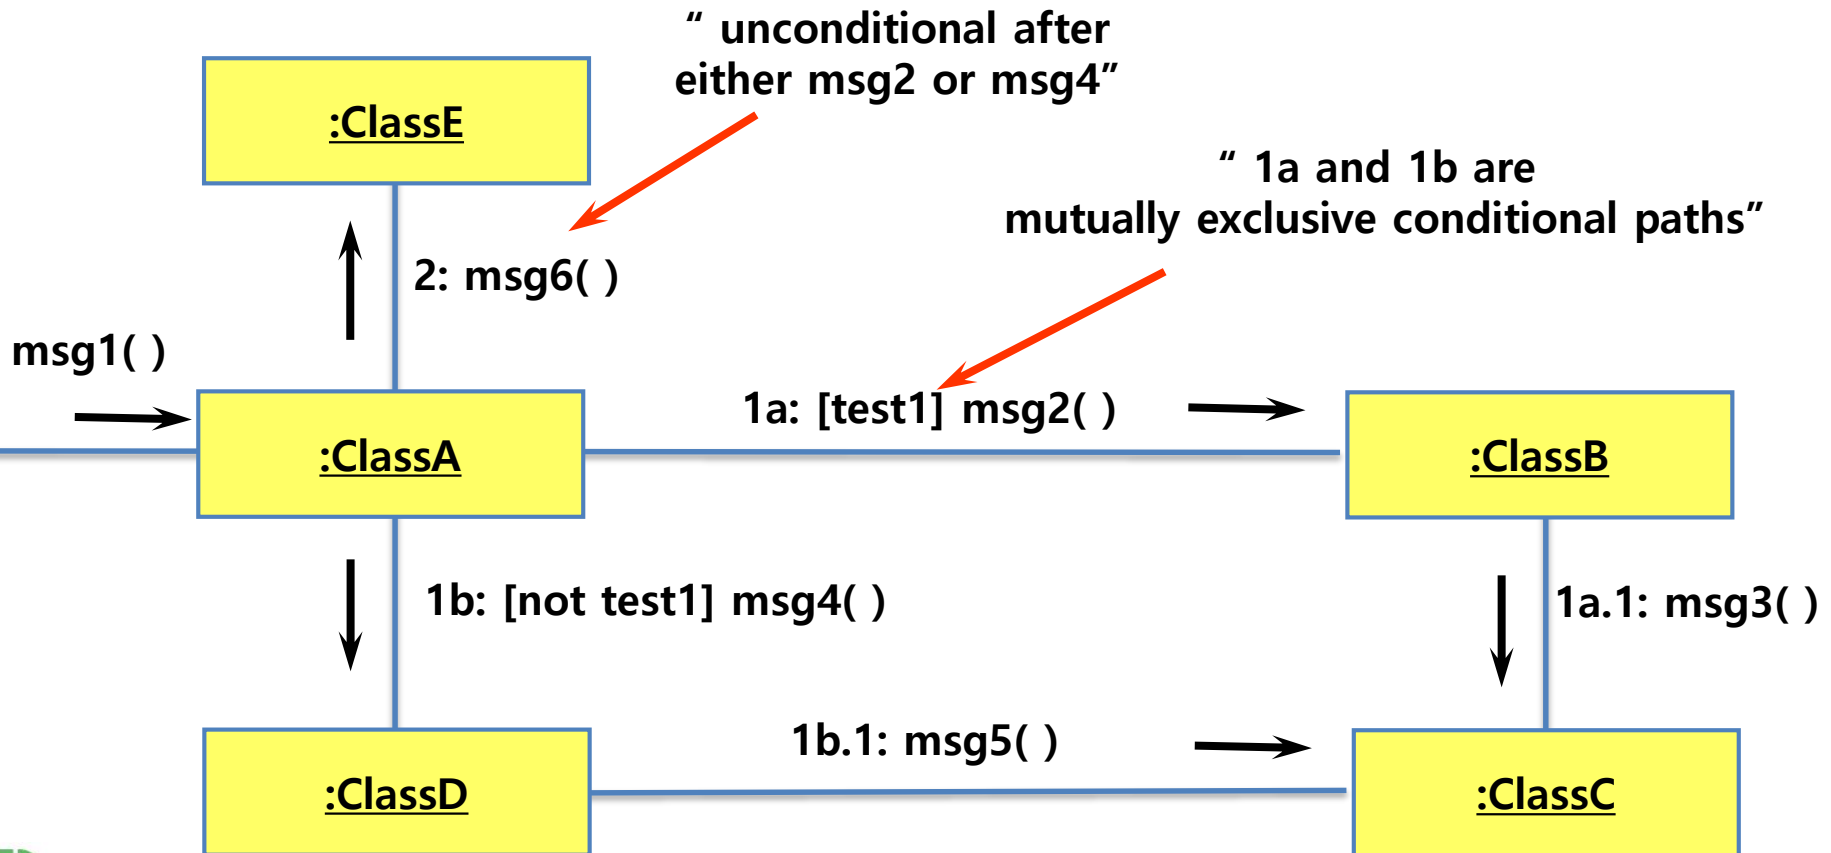 “ unconditional after
either msg2 or msg4”
:ClassE
“ 1a and 1b are
mutually exclusive conditional paths”
2: msg6( )
msg1( )
1a: [test1] msg2( )
:ClassA
:ClassB
1b: [not test1] msg4( )
1a.1: msg3( )
1b.1: msg5( )
:ClassD
:ClassC